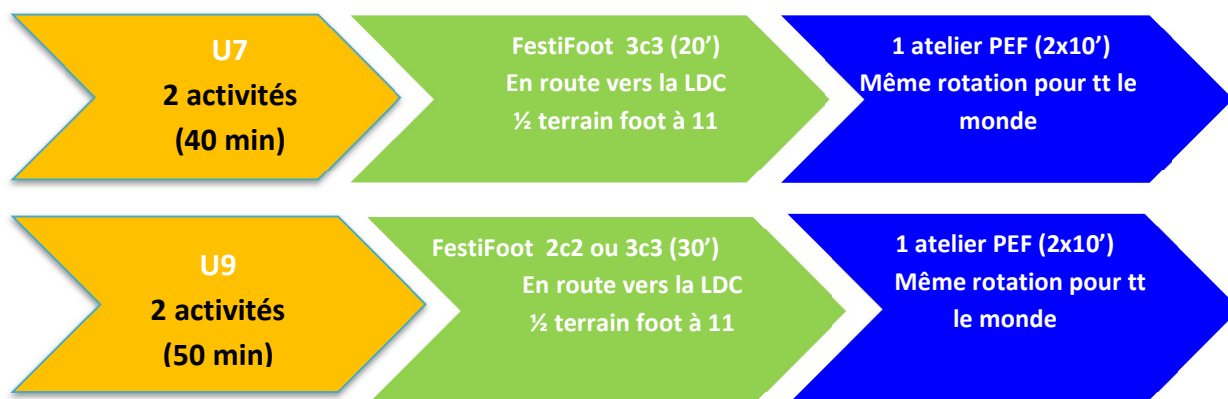 U7
2 activités
(40 min)
FestiFoot 3c3 (20’)
En route vers la LDC
½ terrain foot à 11
1 atelier PEF (2x10’)
Même rotation pour tt le
monde
U9
2 activités
(50 min)
FestiFoot 2c2 ou 3c3 (30’)
En route vers la LDC
½ terrain foot à 11
1 atelier PEF (2x10’)
Même rotation pour tt
le monde